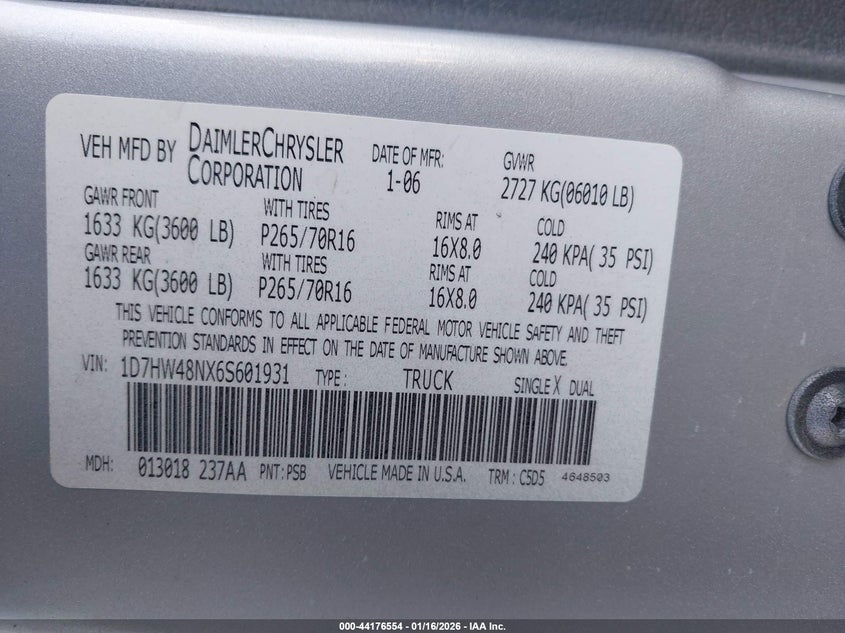 VEH MFD BY DAIMLERCHRYSLER CORPORATION DATE OF MFR: 1-06 GVWR 2727 KG(06010 LB)
GAWR FRONT WITH TIRES RIMS AT COLD
1633 KG(3600 LB) P265/70R16 16X8.0 240 KPA( 35 PSI)
GAWR REAR WITH TIRES RIMS AT COLD
1633 KG(3600 LB) P265/70R16 16X8.0 240 KPA( 35 PSI)
THIS VEHICLE CONFORMS TO ALL APPLICABLE FEDERAL MOTOR VEHICLE SAFETY AND THEFT
PREVENTION STANDARDS IN EFFECT ON THE DATE OF MANUFACTURE SHOWN ABOVE.
VIN: 1D7HW48NX6S601931 TYPE: TRUCK SINGLE X DUAL
MDH: 013018 237AA PNT: PSB VEHICLE MADE IN U.S.A. TRM: C5D5 4648503
000-44176554 - 01/16/2026 - IAA Inc.